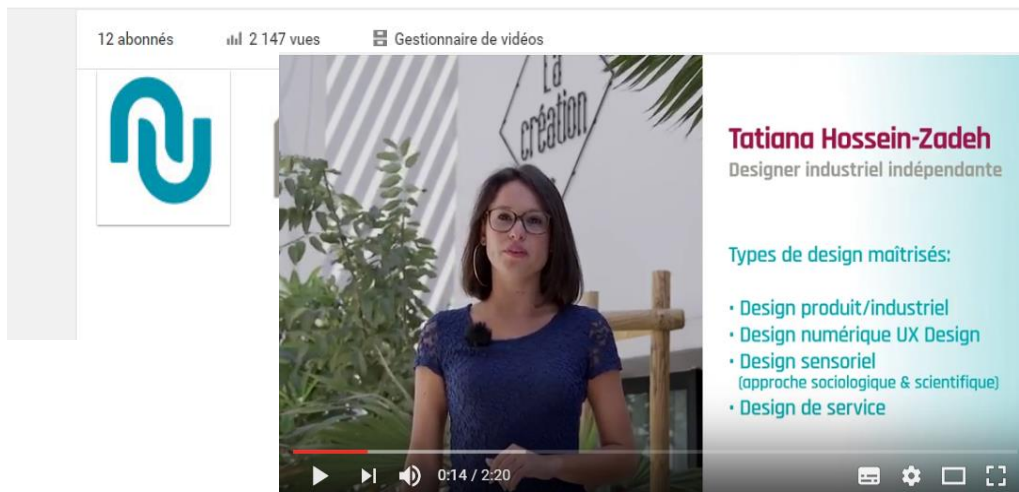 12 abonnés
2 147 vues
Gestionnaire de vidéos
La
création
Tatiana Hossein-Zadeh
Designer industriel indépendante
Types de design maîtrisés:
• Design produit/industriel
• Design numérique UX Design
• Design sensoriel
(approche sociologique & scientifique)
• Design de service
0:14 / 2:20